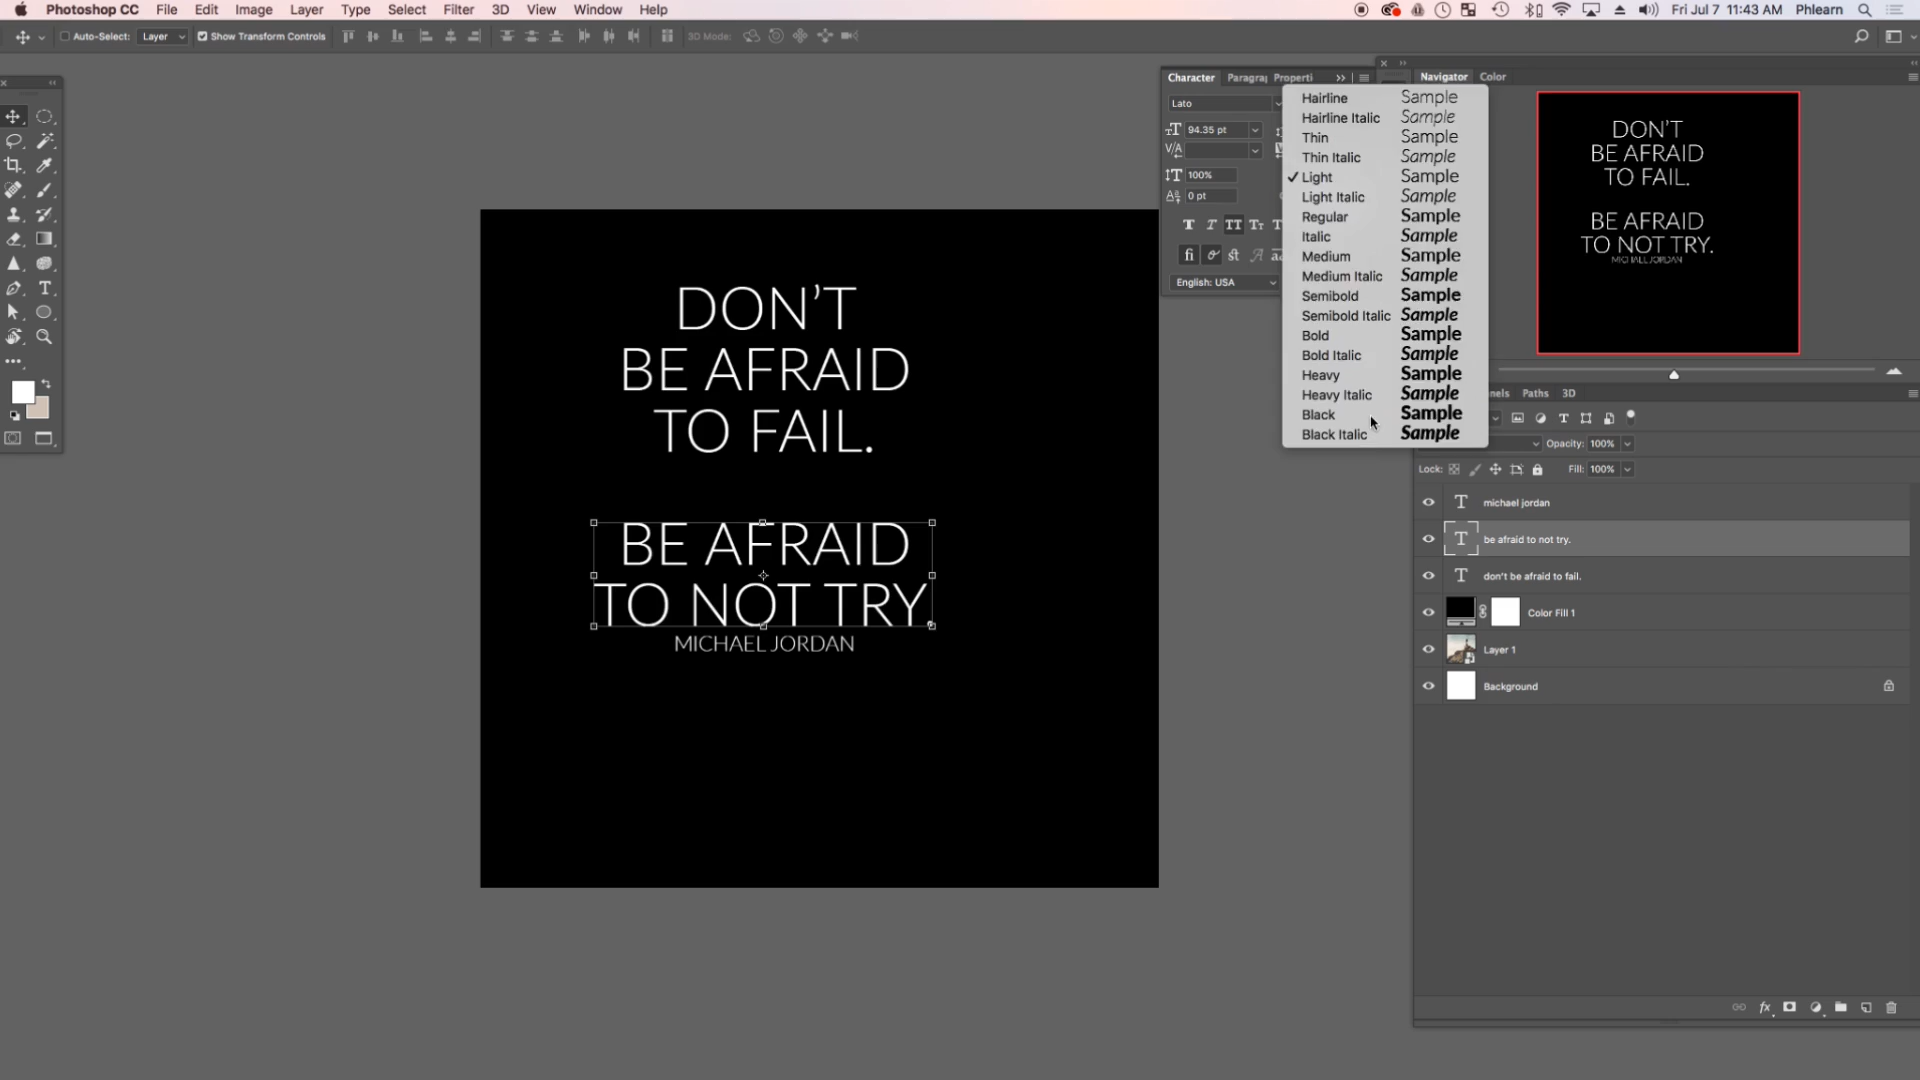 Photoshop CC File Edit Image Layer Type Select Filter 3D View Window Help Fri Jul 7 11:43 AM Phlearn
Auto-Select: Layer Show Transform Controls 3D Mode:
Character Paragraj Properti
Lato
94.35 pt
100%
0 pt
English: USA
Hairline Sample
Hairline Italic Sample
Thin Sample
Thin Italic Sample
Light Sample
Light Italic Sample
Regular Sample
Italic Sample
Medium Sample
Medium Italic Sample
Semibold Sample
Semibold Italic Sample
Bold Sample
Bold Italic Sample
Heavy Sample
Heavy Italic Sample
Black Sample
Black Italic Sample
Navigator Color
DON'T
BE AFRAID
TO FAIL.
BE AFRAID
TO NOT TRY.
MICHAEL JORDAN
DON'T
BE AFRAID
TO FAIL.
BE AFRAID
TO NOT TRY.
MICHAEL JORDAN
nels Paths 3D
Opacity: 100%
Lock: Fill: 100%
michael jordan
be afraid to not try.
don't be afraid to fail.
Color Fill 1
Layer 1
Background